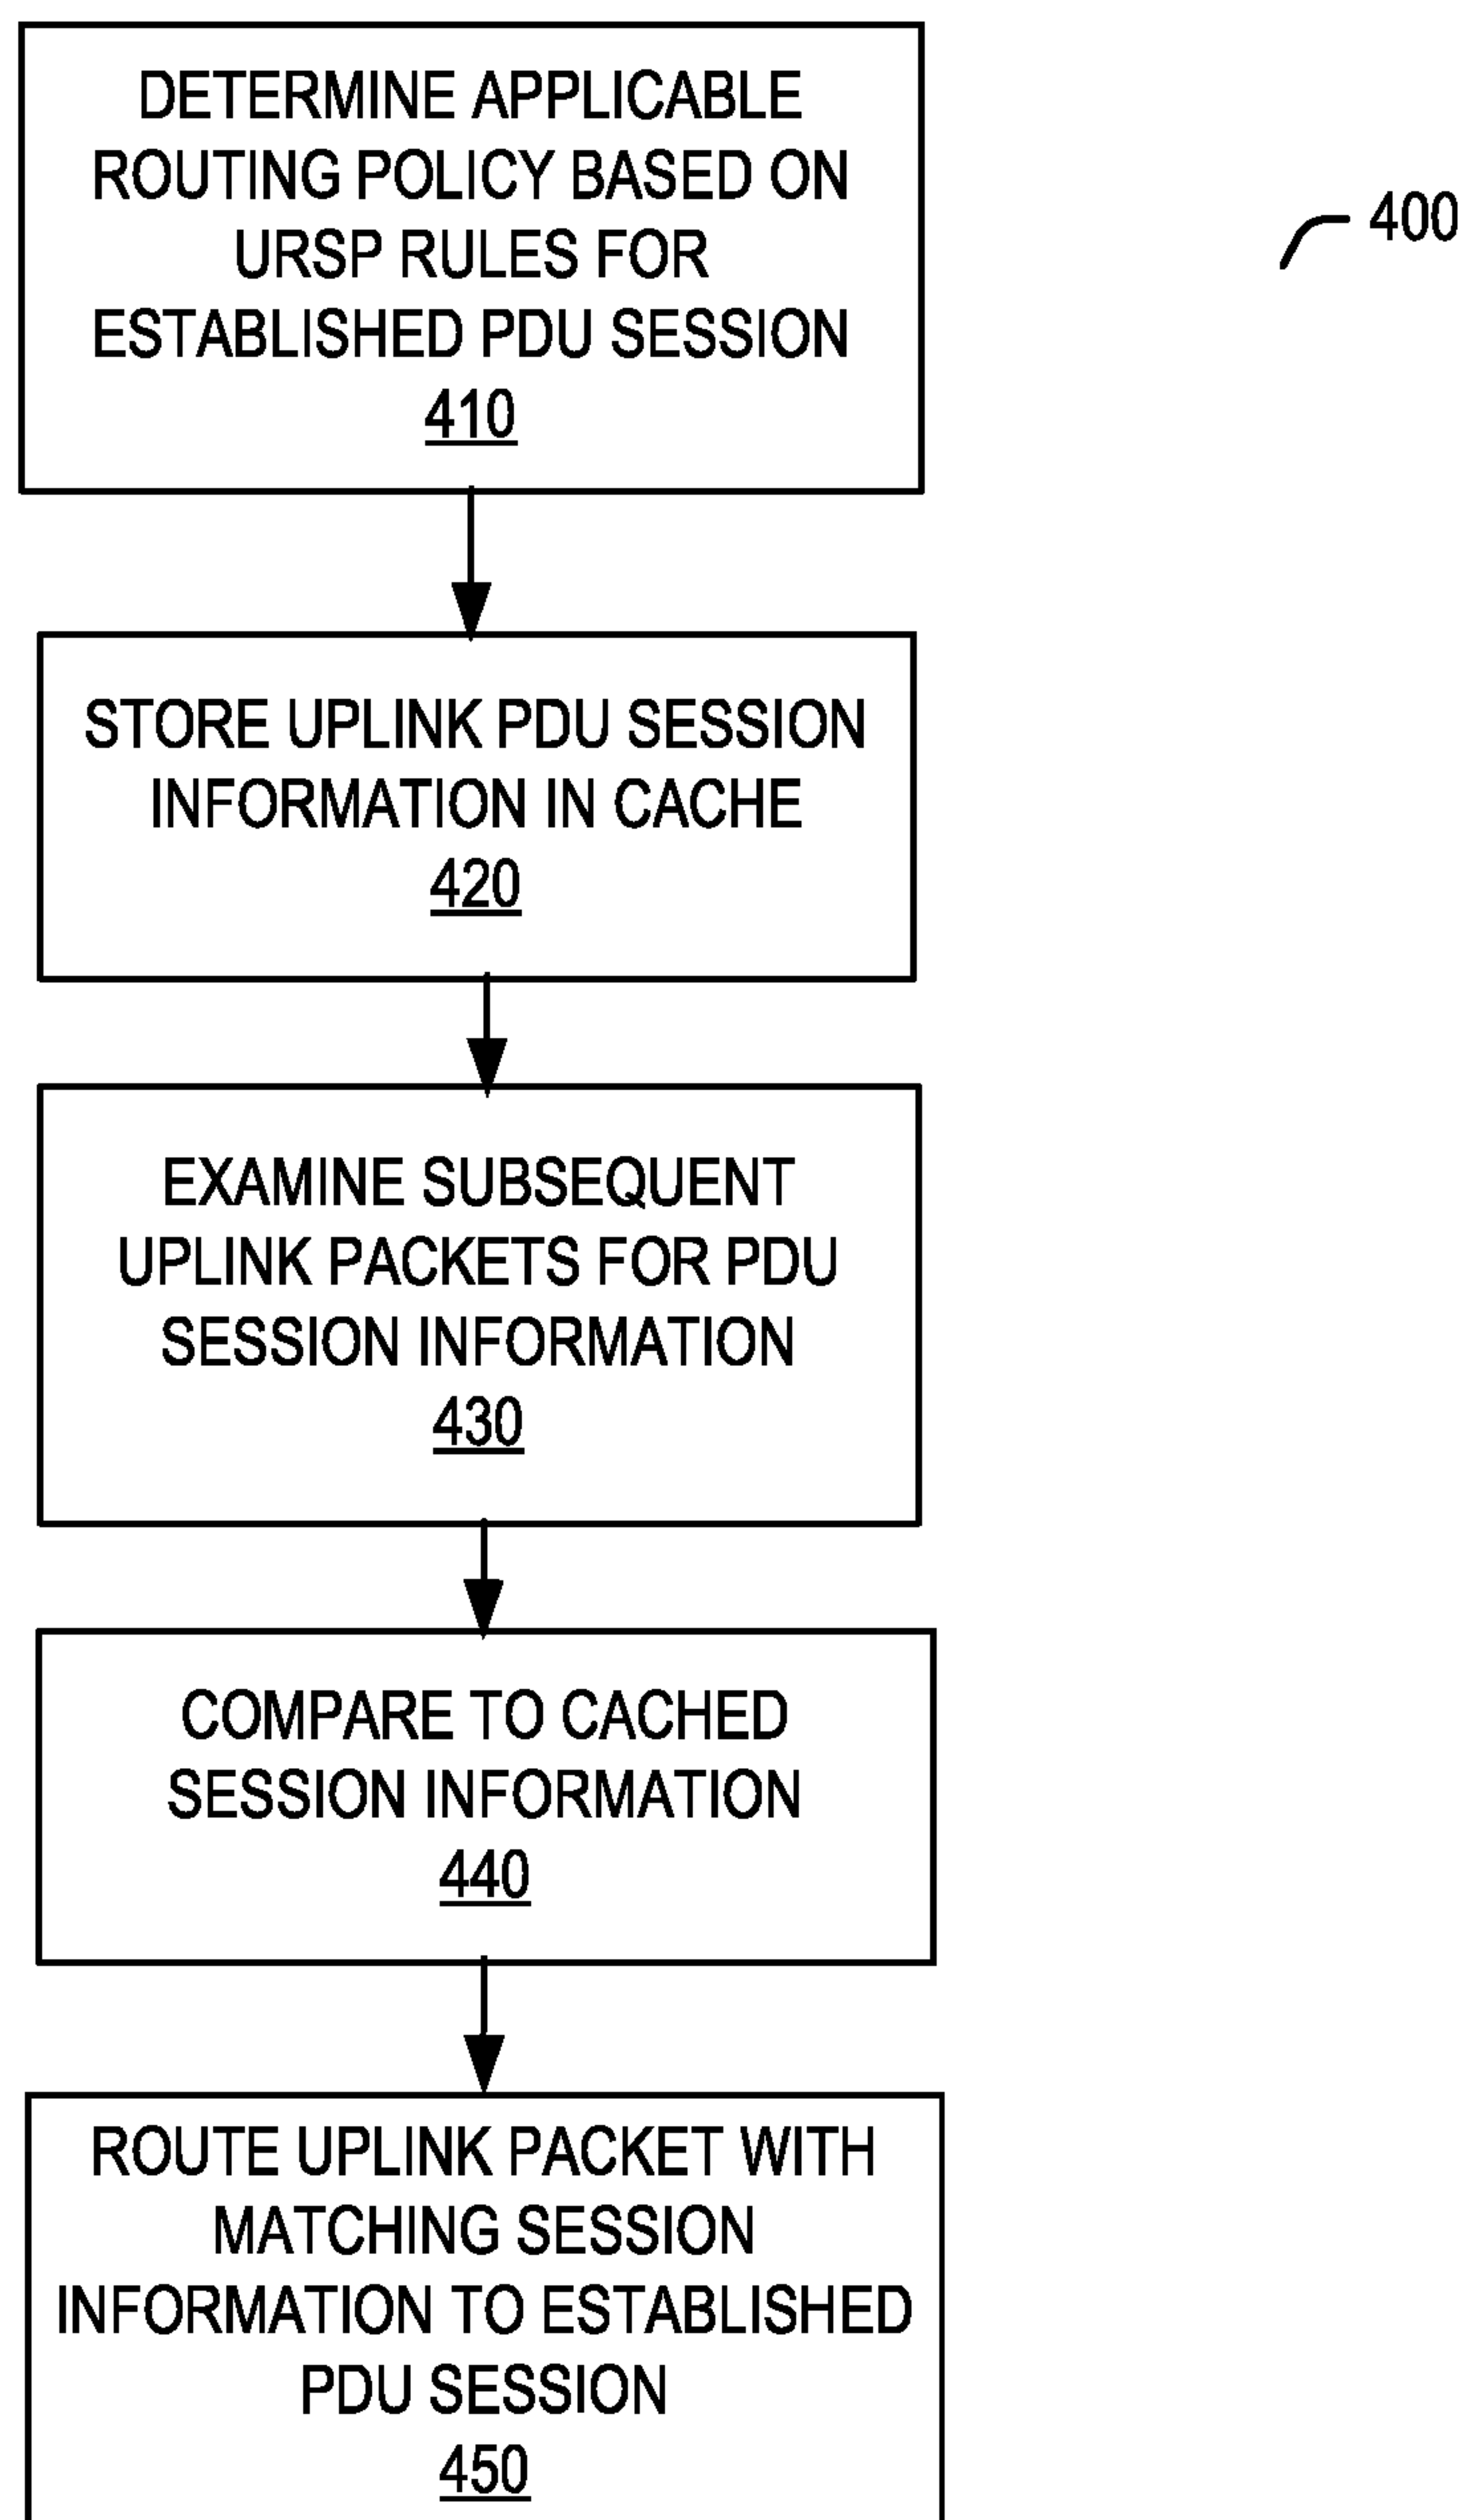 DETERMINE APPLICABLE
ROUTING POLICY BASED ON
URSP RULES FOR
ESTABLISHED PDU SESSION
410
400
STORE UPLINK PDU SESSION
INFORMATION IN CACHE
420
EXAMINE SUBSEQUENT
UPLINK PACKETS FOR PDU
SESSION INFORMATION
430
COMPARE TO CACHED
SESSION INFORMATION
440
ROUTE UPLINK PACKET WITH
MATCHING SESSION
INFORMATION TO ESTABLISHED
PDU SESSION
450